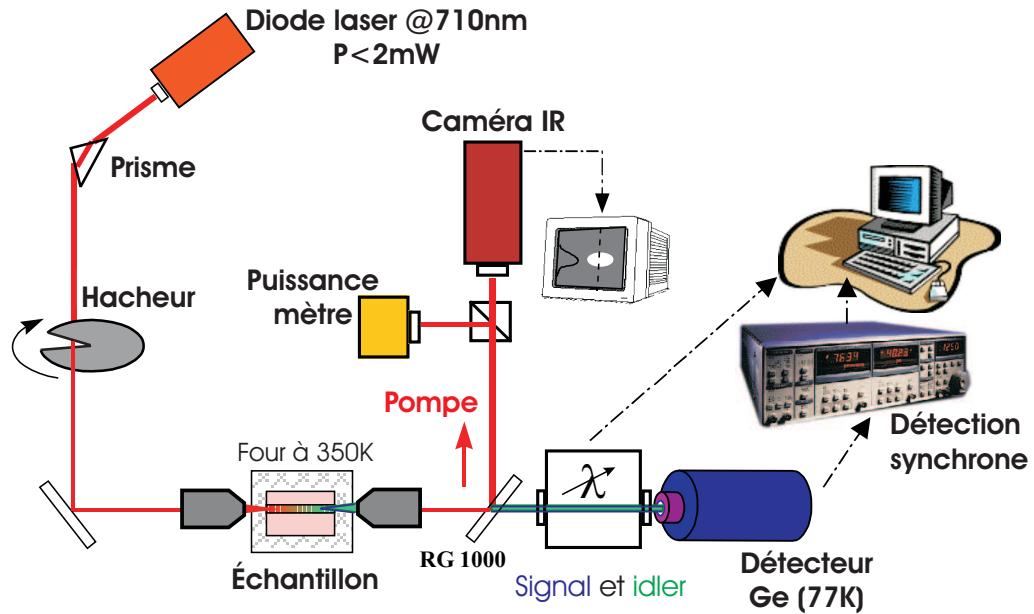 Diode laser @710nm
P<2mW
Caméra IR
Prisme
Puissance
mètre
Hacheur
Pompe
Four à 350K
λ
Détection
synchrone
RG 1000
Échantillon
Signal et idler
Détecteur
Ge (77K)